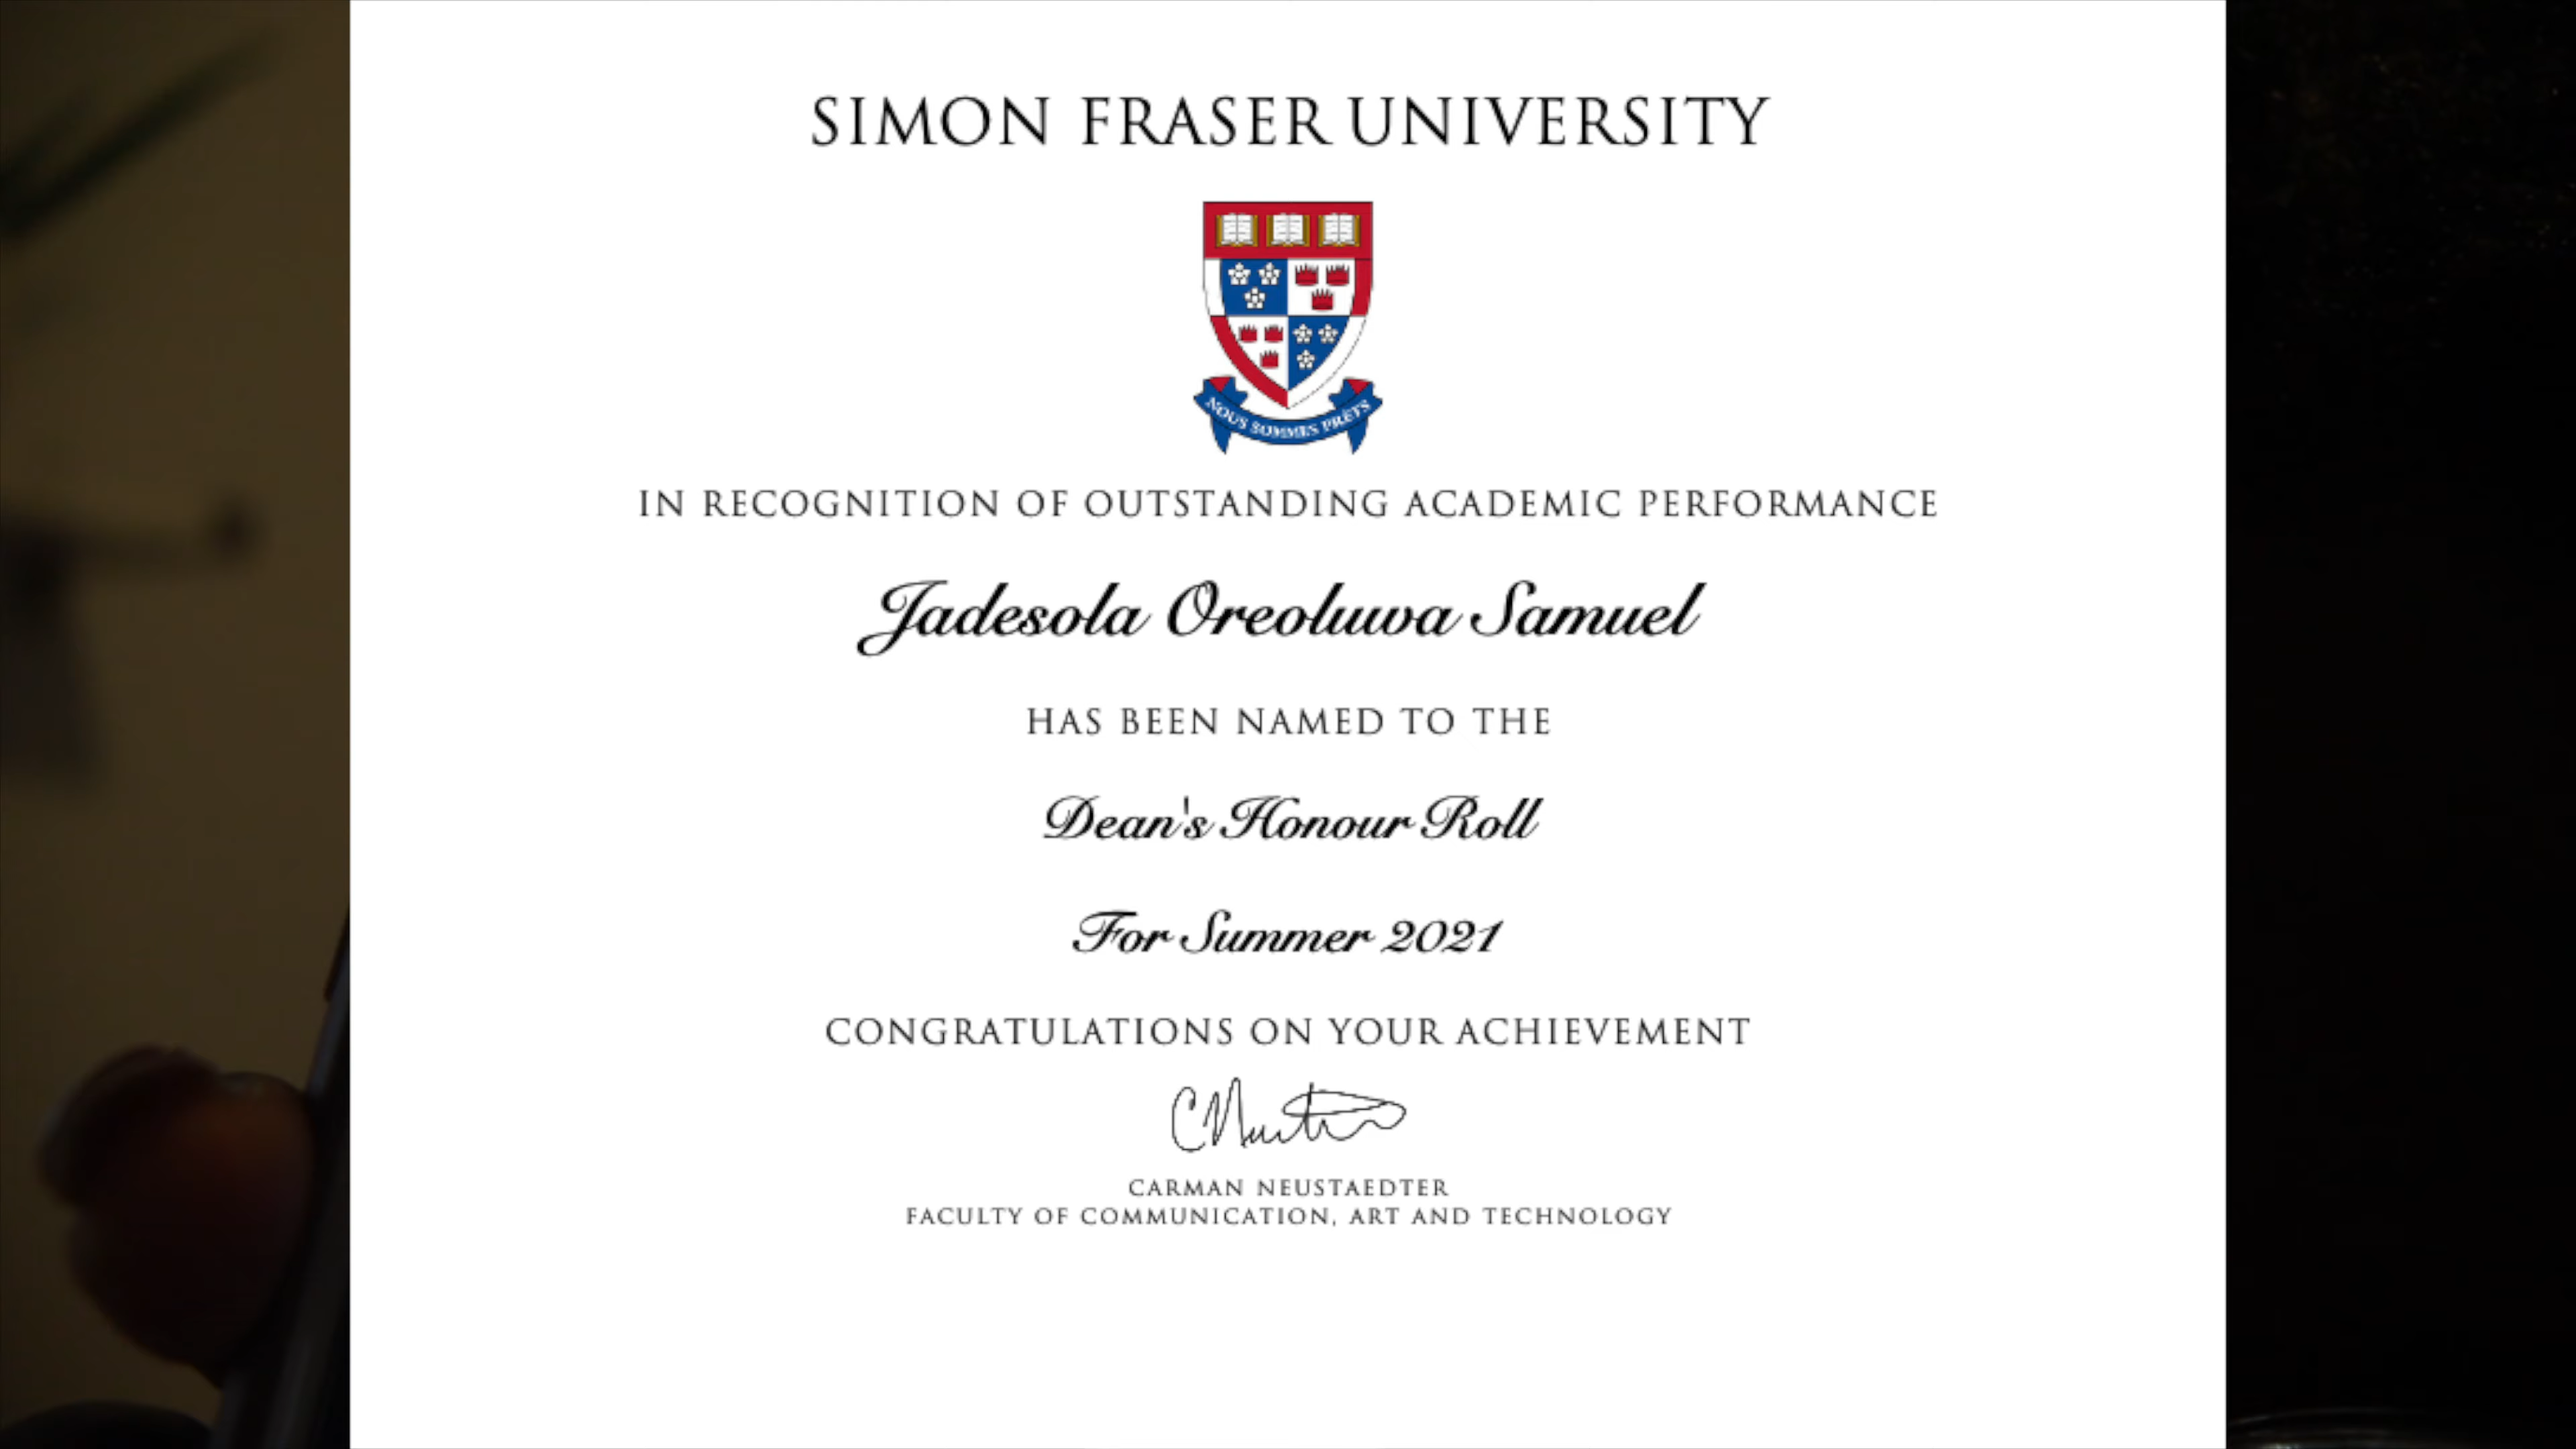 SIMON FRASER UNIVERSITY
NOUS SOMMES PRÊTS
IN RECOGNITION OF OUTSTANDING ACADEMIC PERFORMANCE
Jadesola Oreoluwa Samuel
HAS BEEN NAMED TO THE
Dean's Honour Roll
For Summer 2021
CONGRATULATIONS ON YOUR ACHIEVEMENT
CARMAN NEUSTAEDTER
FACULTY OF COMMUNICATION, ART AND TECHNOLOGY